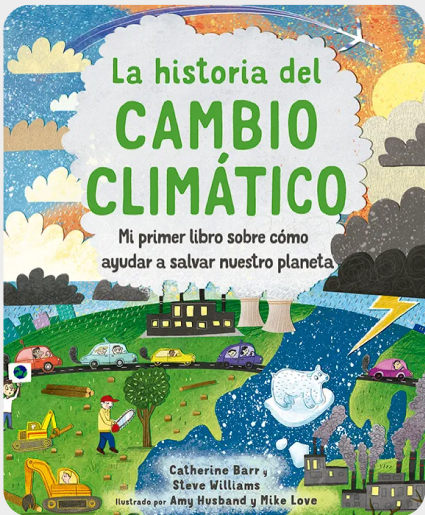 La historia del
CAMBIO
CLIMÁTICO
Mi primer libro sobre cómo
ayudar a salvar nuestro planeta
Catherine Barr y
Steve Williams
Ilustrado por Amy Husband y Mike Love